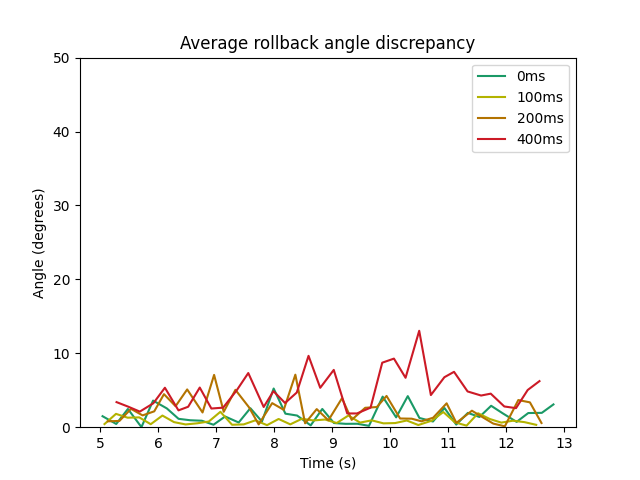 Average rollback angle discrepancy
50
40
30
20
10
0
Angle (degrees)
0ms
100ms
200ms
400ms
5 6 7 8 9 10 11 12 13
Time (s)